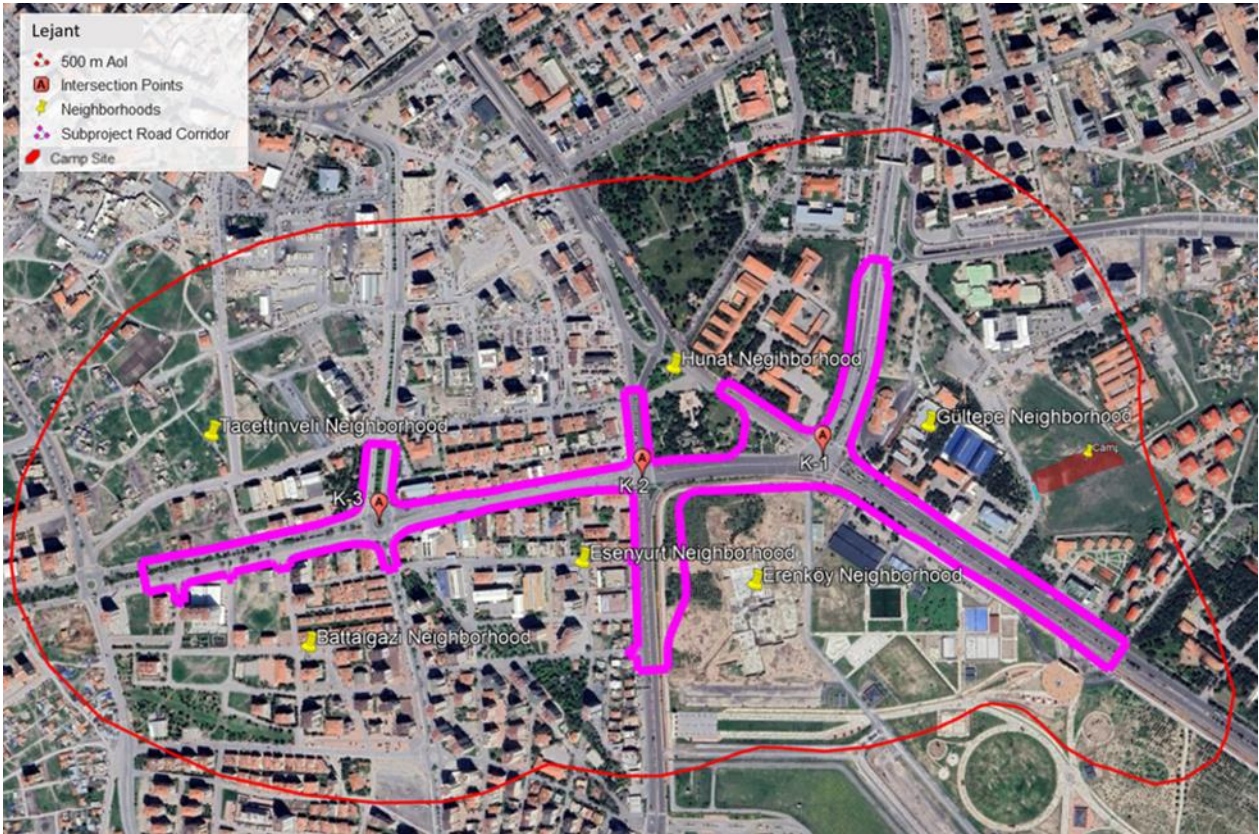 Lejant
500 m AoI
A Intersection Points
Neighborhoods
Subproject Road Corridor
Camp Site
Hunat Negihborhood
Gültepe Neighborhood
Tacettinveli Neighborhood
A
K-1
Camp
A
K-2
K-3
A
Esenyurt Neighborhood
Erenköy Neighborhood
Battalgazi Neighborhood